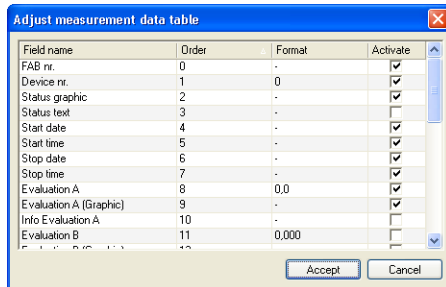 Adjust measurement data table
Field name Order Format Activate
FAB nr. 0 -
Device nr. 1 0
Status graphic 2 -
Status text 3 -
Start date 4 -
Start time 5 -
Stop date 6 -
Stop time 7 -
Evaluation A 8 0,0
Evaluation A (Graphic) 9 -
Info Evaluation A 10 -
Evaluation B 11 0,000
Accept Cancel